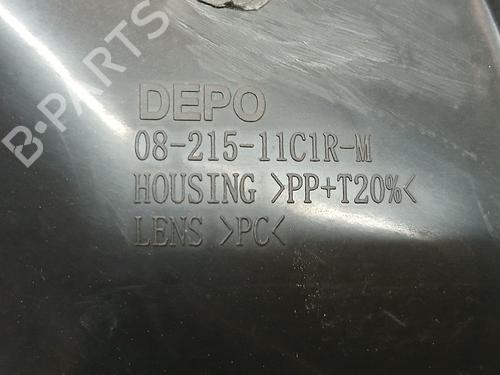 B-PARTS
DEPO
08-215-11C1R-M
HOUSING >PP+T20%<
LENS >PC<